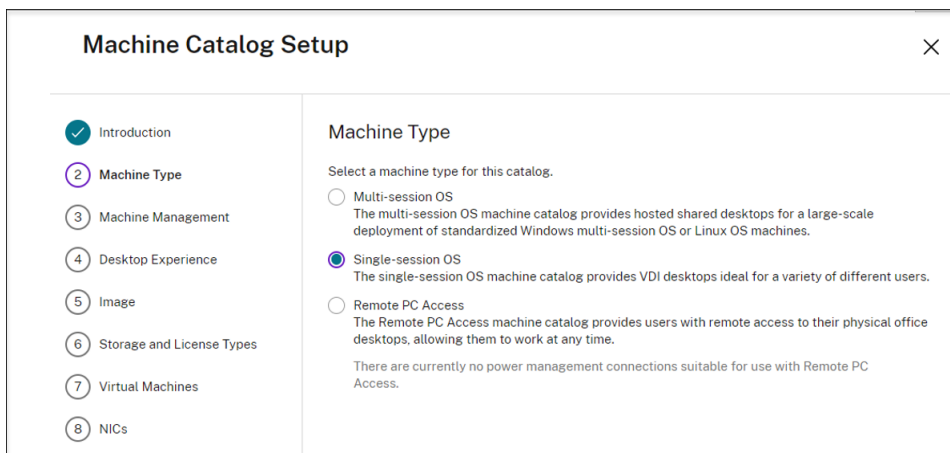 Machine Catalog Setup
Introduction
2 Machine Type
3 Machine Management
4 Desktop Experience
5 Image
6 Storage and License Types
7 Virtual Machines
8 NICs
Machine Type
Select a machine type for this catalog.
Multi-session OS
The multi-session OS machine catalog provides hosted shared desktops for a large-scale
deployment of standardized Windows multi-session OS or Linux OS machines.
Single-session OS
The single-session OS machine catalog provides VDI desktops ideal for a variety of different users.
Remote PC Access
The Remote PC Access machine catalog provides users with remote access to their physical office
desktops, allowing them to work at any time.
There are currently no power management connections suitable for use with Remote PC
Access.